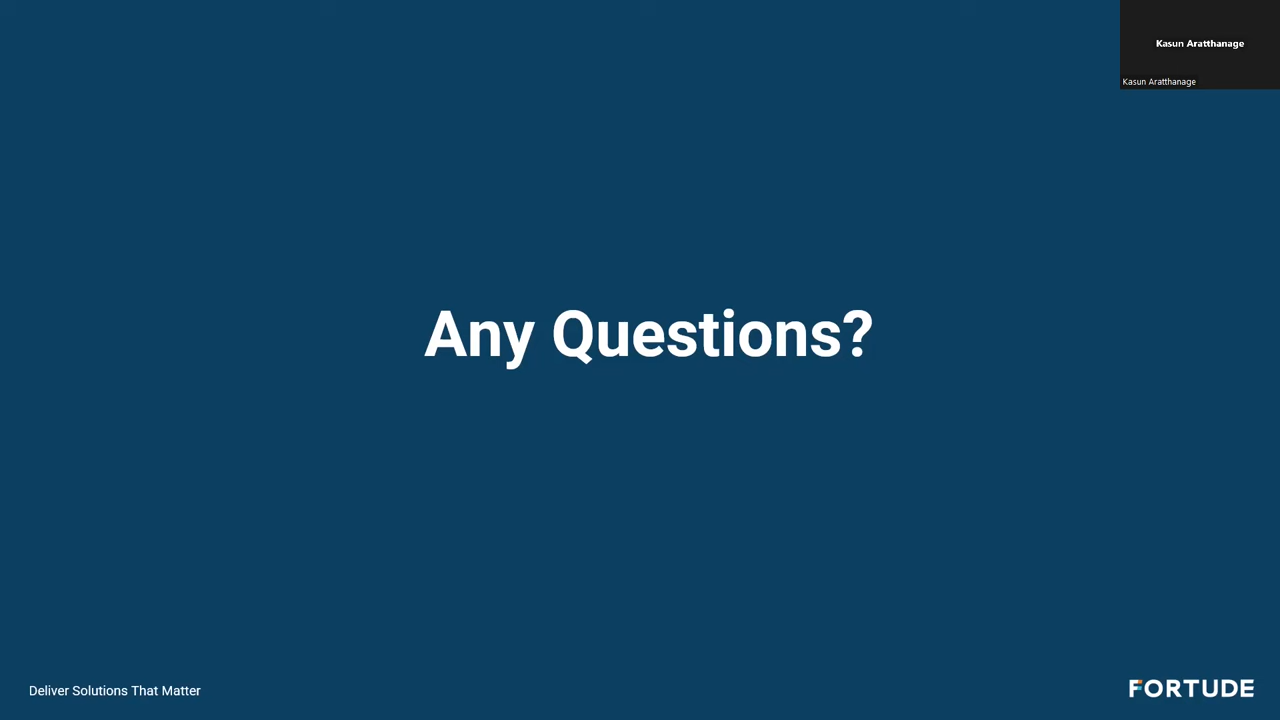 Kasun Aratthanage
Kasun Aratthanage
Any Questions?
Deliver Solutions That Matter
FORTUDE